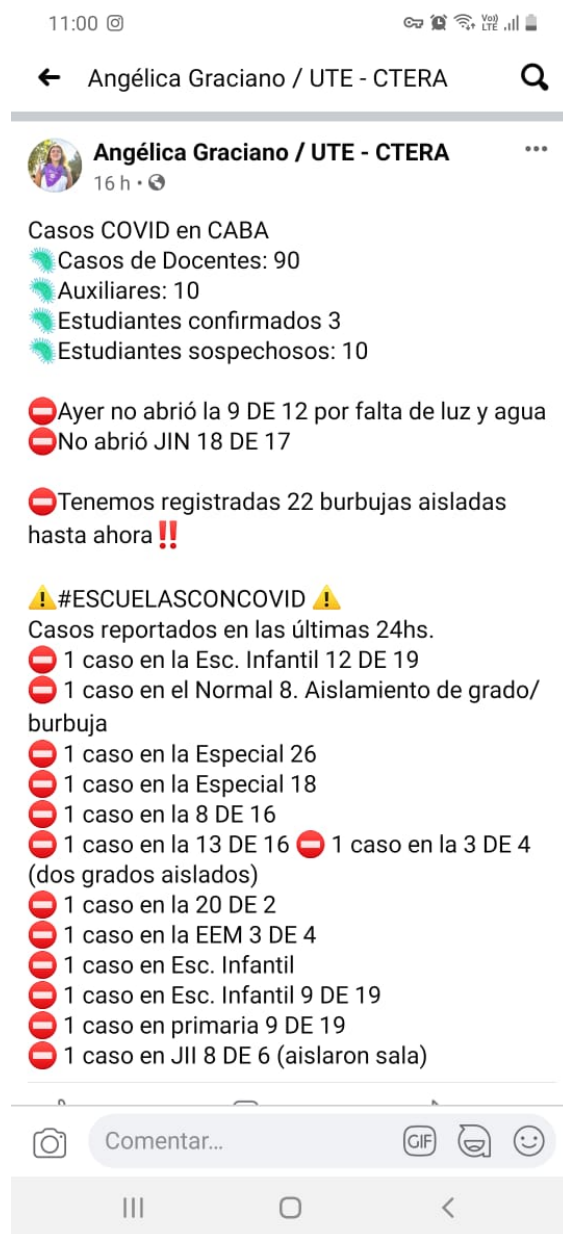 11:00
Vo))
LTE
Angélica Graciano / UTE - CTERA
Angélica Graciano / UTE - CTERA
16 h
Casos COVID en CABA
Casos de Docentes: 90
Auxiliares: 10
Estudiantes confirmados 3
Estudiantes sospechosos: 10
Ayer no abrió la 9 DE 12 por falta de luz y agua
No abrió JIN 18 DE 17
Tenemos registradas 22 burbujas aisladas
hasta ahora‼️
⚠️#ESCUELASCONCOVID ⚠️
Casos reportados en las últimas 24hs.
⛔ 1 caso en la Esc. Infantil 12 DE 19
⛔ 1 caso en el Normal 8. Aislamiento de grado/
burbuja
⛔ 1 caso en la Especial 26
⛔ 1 caso en la Especial 18
⛔ 1 caso en la 8 DE 16
⛔ 1 caso en la 13 DE 16 ⛔ 1 caso en la 3 DE 4
(dos grados aislados)
⛔ 1 caso en la 20 DE 2
⛔ 1 caso en la EEM 3 DE 4
⛔ 1 caso en Esc. Infantil
⛔ 1 caso en Esc. Infantil 9 DE 19
⛔ 1 caso en primaria 9 DE 19
⛔ 1 caso en JII 8 DE 6 (aislaron sala)
Comentar...
GIF